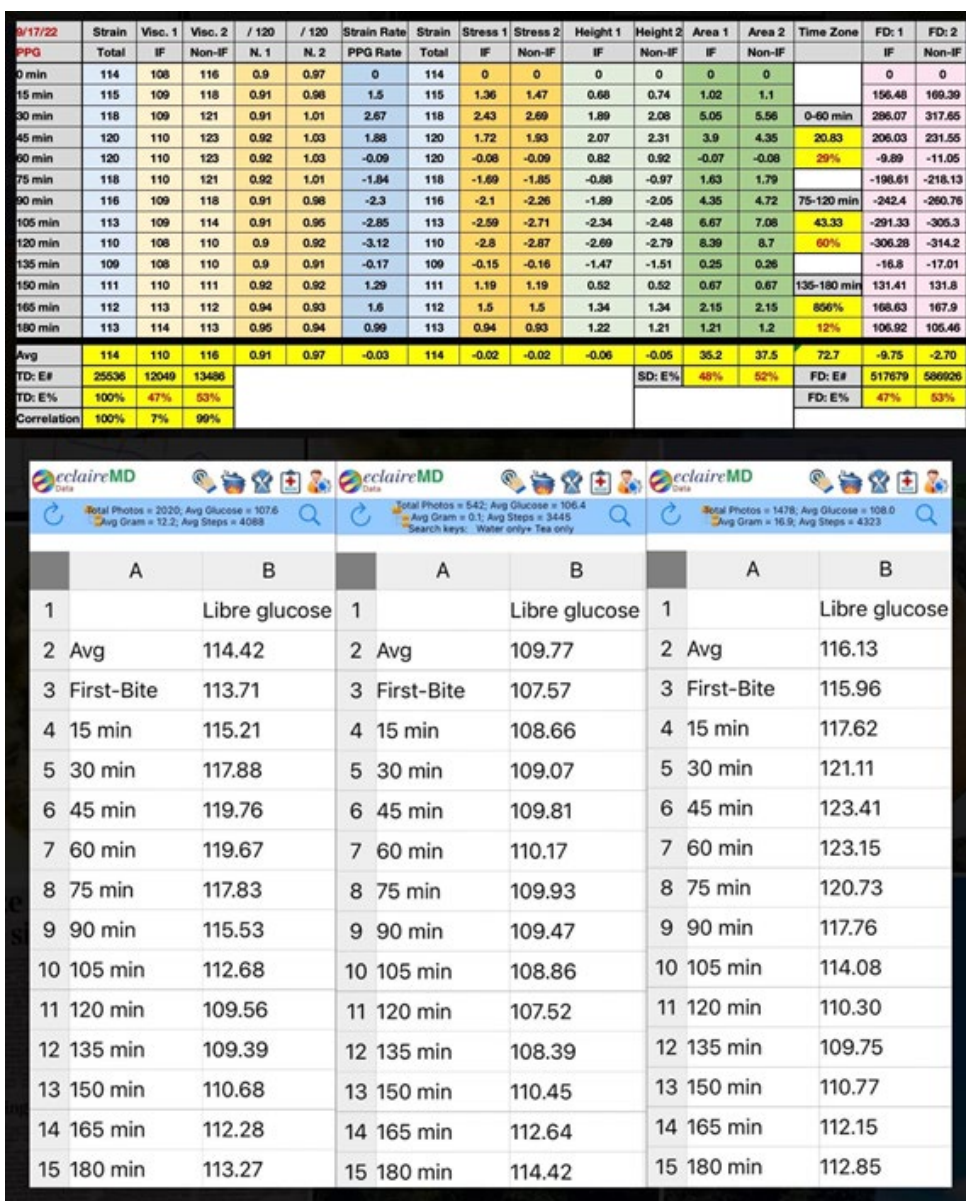 9/17/22 Strain Visc. 1 Visc. 2 / 120 / 120 Strain Rate Strain Stress 1 Stress 2 Height 1 Height 2 Area 1 Area 2 Time Zone FD: 1 FD: 2
PPG Total IF Non-IF N. 1 N. 2 PPG Rate Total IF Non-IF IF Non-IF IF Non-IF IF Non-IF
0 min 114 108 116 0.9 0.97 0 114 0 0 0 0 0 0 0 0
15 min 115 109 118 0.91 0.98 1.5 115 1.36 1.47 0.68 0.74 1.02 1.1 156.48 169.39
30 min 118 109 121 0.91 1.01 2.67 118 2.43 2.69 1.89 2.08 5.05 5.56 0-60 min 286.07 317.65
45 min 120 110 123 0.92 1.03 1.88 120 1.72 1.93 2.07 2.31 3.9 4.35 20.83 206.03 231.55
60 min 120 110 123 0.92 1.03 -0.09 120 -0.08 -0.09 0.82 0.92 -0.07 -0.08 29% -9.89 -11.05
75 min 118 110 121 0.92 1.01 -1.84 118 -1.69 -1.85 -0.88 -0.97 1.63 1.79 -198.61 -218.13
90 min 116 109 118 0.91 0.98 -2.3 116 -2.1 -2.26 -1.89 -2.05 4.35 4.72 75-120 min -242.4 -260.76
105 min 113 109 114 0.91 0.95 -2.85 113 -2.59 -2.71 -2.34 -2.48 6.67 7.08 43.33 -291.33 -305.3
120 min 110 108 110 0.9 0.92 -3.12 110 -2.8 -2.87 -2.69 -2.79 8.39 8.7 60% -306.28 -314.2
135 min 109 108 110 0.9 0.91 -0.17 109 -0.15 -0.16 -1.47 -1.51 0.25 0.26 -16.8 -17.01
150 min 111 110 111 0.92 0.92 1.29 111 1.19 1.19 0.52 0.52 0.67 0.67 135-180 min 131.41 131.8
165 min 112 113 112 0.94 0.93 1.6 112 1.5 1.5 1.34 1.34 2.15 2.15 856% 168.63 167.9
180 min 113 114 113 0.95 0.94 0.99 113 0.94 0.93 1.22 1.21 1.21 1.2 12% 106.92 105.46
Avg 114 110 116 0.91 0.97 -0.03 114 -0.02 -0.02 -0.06 -0.05 35.2 37.5 72.7 -9.75 -2.70
TD: E# 25536 12049 13486 SD: E% 48% 52% FD: E# 517679 586926
TD: E% 100% 47% 53% FD: E% 47% 53%
Correlation 100% 7% 99%
eclaireMD eclaireMD eclaireMD
Data Data Data
Total Photos = 2020; Avg Glucose = 107.6 Total Photos = 542; Avg Glucose = 106.4 Total Photos = 1478; Avg Glucose = 108.0
Avg Gram = 12.2; Avg Steps = 4088 Avg Gram = 0.1; Avg Steps = 3445 Avg Gram = 16.9; Avg Steps = 4323
Search keys: Water only+ Tea only
A B A B A B
1 Libre glucose 1 Libre glucose 1 Libre glucose
2 Avg 114.42 2 Avg 109.77 2 Avg 116.13
3 First-Bite 113.71 3 First-Bite 107.57 3 First-Bite 115.96
4 15 min 115.21 4 15 min 108.66 4 15 min 117.62
5 30 min 117.88 5 30 min 109.07 5 30 min 121.11
6 45 min 119.76 6 45 min 109.81 6 45 min 123.41
7 60 min 119.67 7 60 min 110.17 7 60 min 123.15
8 75 min 117.83 8 75 min 109.93 8 75 min 120.73
9 90 min 115.53 9 90 min 109.47 9 90 min 117.76
10 105 min 112.68 10 105 min 108.86 10 105 min 114.08
11 120 min 109.56 11 120 min 107.52 11 120 min 110.30
12 135 min 109.39 12 135 min 108.39 12 135 min 109.75
13 150 min 110.68 13 150 min 110.45 13 150 min 110.77
14 165 min 112.28 14 165 min 112.64 14 165 min 112.15
15 180 min 113.27 15 180 min 114.42 15 180 min 112.85